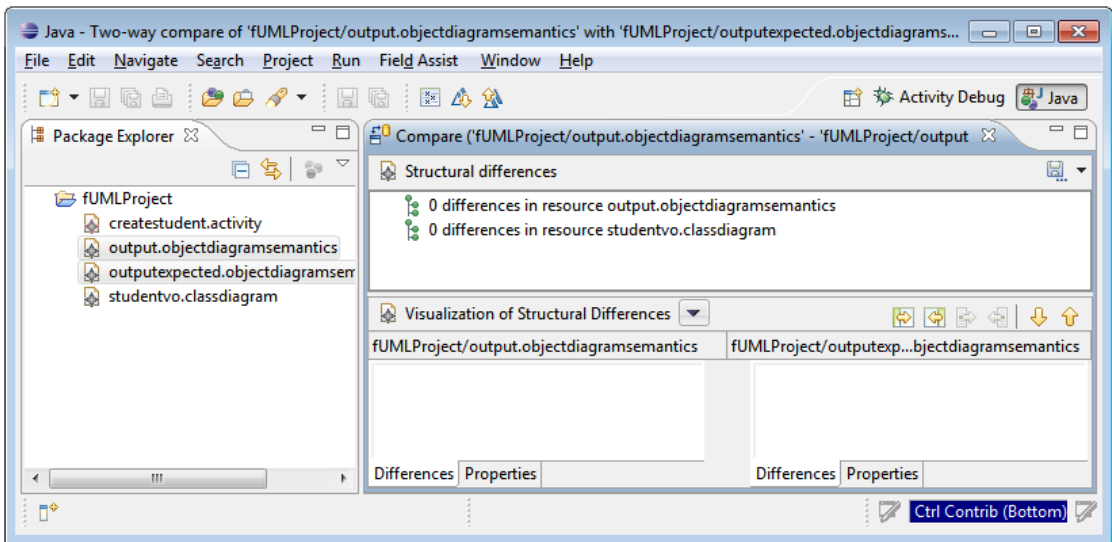 Java - Two-way compare of 'fUMLProject/output.objectdiagramsemantics' with 'fUMLProject/outputexpected.objectdiagrams...
File Edit Navigate Search Project Run Field Assist Window Help
Activity Debug Java
Package Explorer
fUMLProject
createstudent.activity
output.objectdiagramsemantics
outputexpected.objectdiagramsem
studentvo.classdiagram
Compare ('fUMLProject/output.objectdiagramsemantics' - 'fUMLProject/output
Structural differences
0 differences in resource output.objectdiagramsemantics
0 differences in resource studentvo.classdiagram
Visualization of Structural Differences
fUMLProject/output.objectdiagramsemantics fUMLProject/outputexp...bjectdiagramsemantics
Differences Properties Differences Properties
Ctrl Contrib (Bottom)